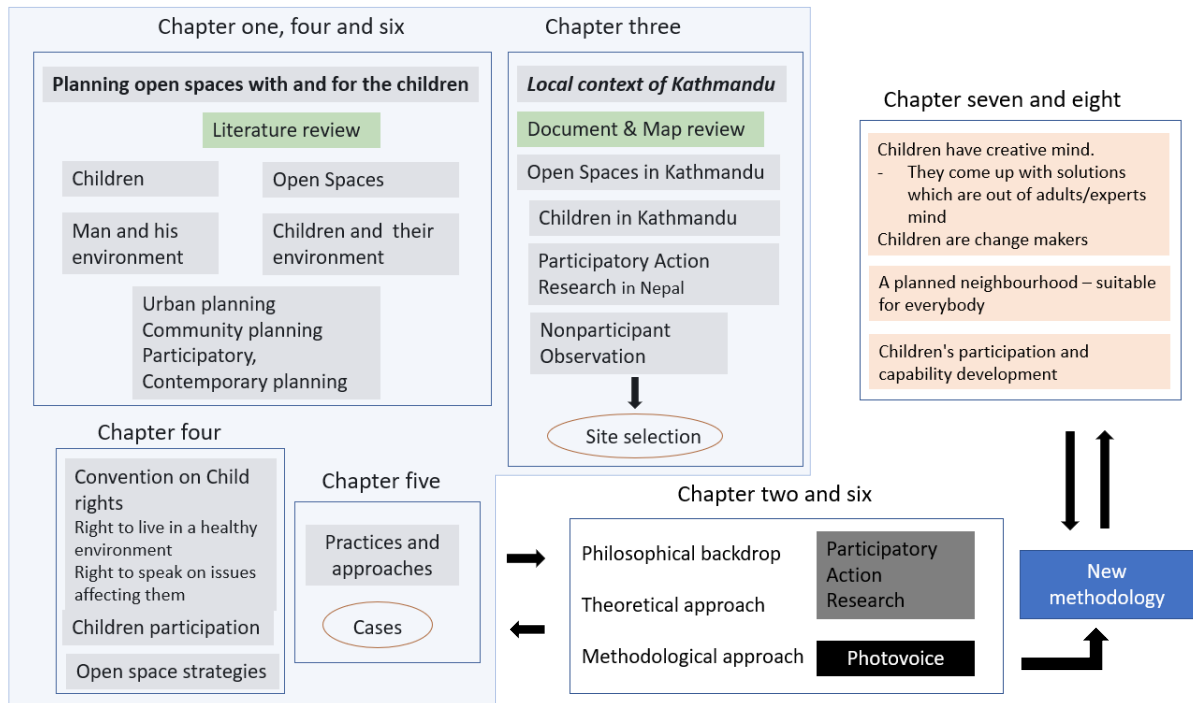 Chapter one, four and six
Planning open spaces with and for the children
Literature review
Children
Open Spaces
Man and his
environment
Children and their
environment
Urban planning
Community planning
Participatory,
Contemporary planning
Chapter three
Local context of Kathmandu
Document & Map review
Open Spaces in Kathmandu
Children in Kathmandu
Participatory Action
Research in Nepal
Nonparticipant
Observation
Site selection
Chapter seven and eight
Children have creative mind.
- They come up with solutions
which are out of adults/experts
mind
Children are change makers
A planned neighbourhood – suitable
for everybody
Children's participation and
capability development
Chapter four
Convention on Child
rights
Right to live in a healthy
environment
Right to speak on issues
affecting them
Children participation
Open space strategies
Chapter five
Practices and
approaches
Cases
Chapter two and six
Philosophical backdrop
Theoretical approach
Methodological approach
Participatory
Action
Research
Photovoice
New
methodology